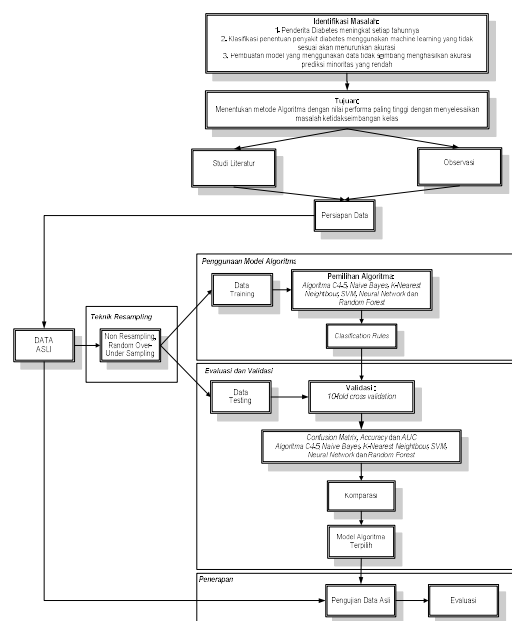 Identifikasi Masalah:
1. Penderita Diabetes meningkat setiap tahunnya
2. Klasifikasi penentuan penyakit diabetes menggunakan machine learning yang tidak
sesuai akan menurunkan akurasi
3. Pembuatan model yang menggunakan data tidak seimbang menghasilkan akurasi
prediksi minoritas yang rendah
Tujuan:
Menentukan metode Algoritma dengan nilai performa paling tinggi dengan menyelesaikan
masalah ketidakseimbangan kelas
Studi Literatur
Observasi
Persiapan Data
Penggunaan Model Algoritma
Data
Training
Pemilihan Algoritma:
Algoritma C4.5, Naive Bayes, K-Nearest
Neighbour, SVM, Neural Network dan
Random Forest
Clasification Rules
Teknik Resampling
DATA
ASLI
Non Resampling,
Random Over-
Under Sampling
Evaluasi dan Validasi
Data
Testing
Validasi:
10-fold cross validation
Confusion Matrix, Accuracy dan AUC
Algoritma C4.5, Naive Bayes, K-Nearest Neighbour, SVM,
Neural Network dan Random Forest
Komparasi
Model Algoritma
Terpilih
Penerapan
Pengujian Data Asli
Evaluasi